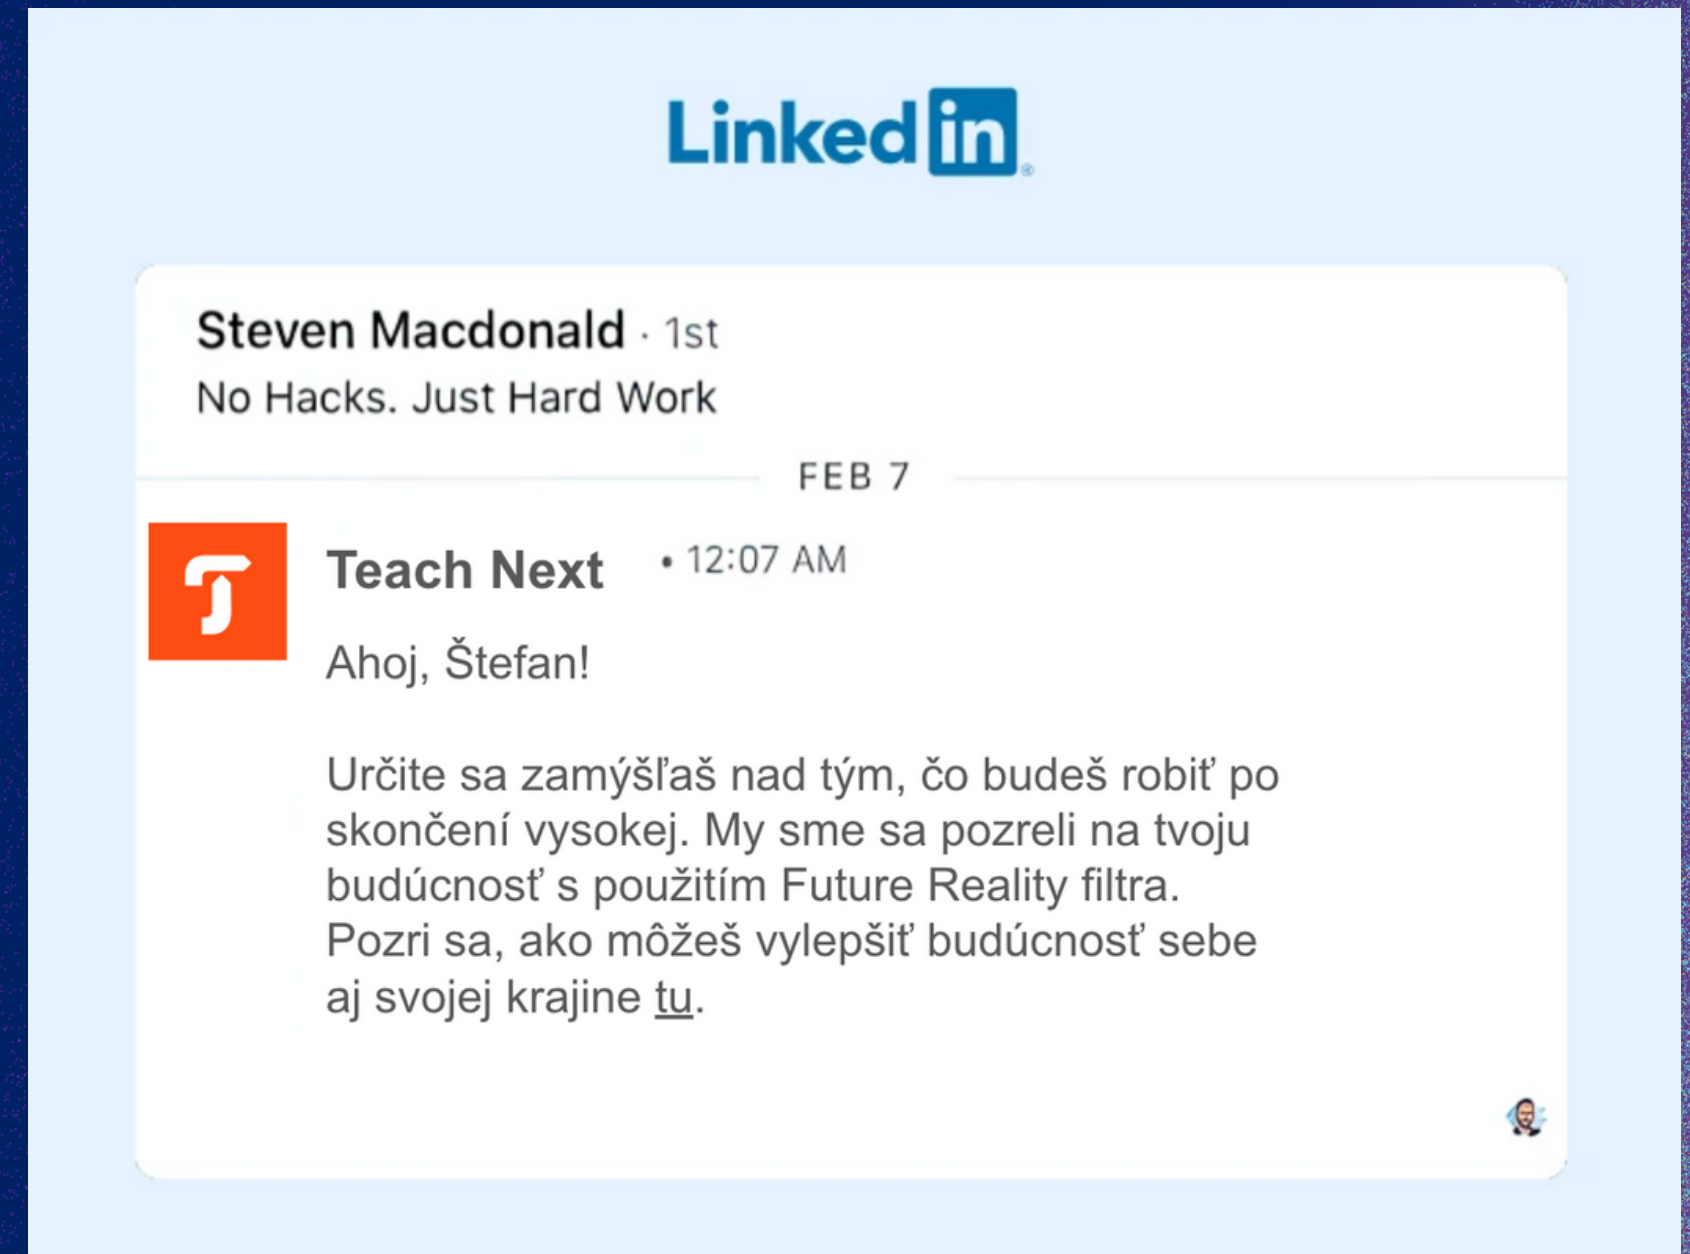 Linked in
Steven Macdonald · 1st
No Hacks. Just Hard Work
FEB 7
Teach Next • 12:07 AM
Ahoj, Štefan!
Určite sa zamýšľaš nad tým, čo budeš robiť po
skončení vysokej. My sme sa pozreli na tvoju
budúcnosť s použitím Future Reality filtra.
Pozri sa, ako môžeš vylepšiť budúcnosť sebe
aj svojej krajine tu.